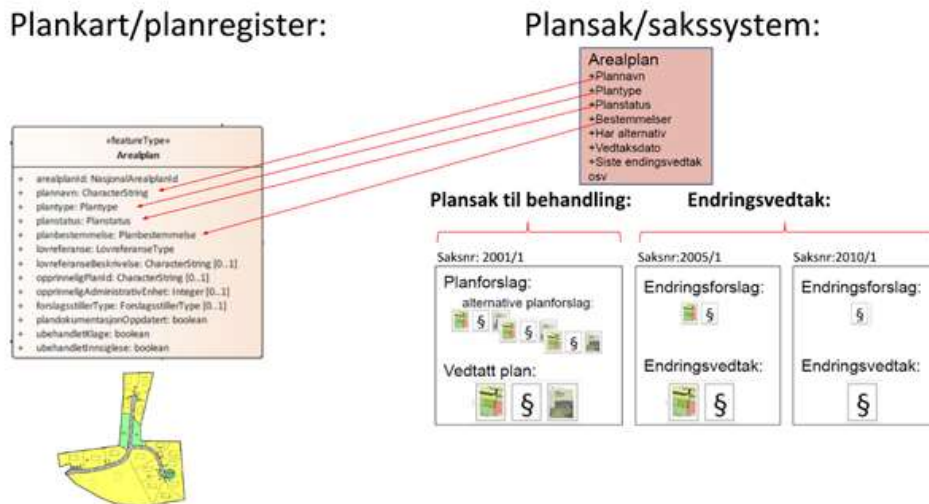 Plankart/planregister:
Plansak/sakssystem:
Arealplan
+Plannavn
+Plantype
+Planstatus
+Bestemmelser
+Har alternativ
+Vedtaksdato
+Siste endingsvedtak
osv
«featureType»
Arealplan
+ arealplanId: NasjonalArealplanId
+ plannavn: CharacterString
+ plantype: Plantype
+ planstatus: Planstatus
+ planbestemmelse: Planbestemmelse
+ lovreferanse: LovreferanseType
+ lovreferanseBeskrivelse: CharacterString [0..1]
+ opprinneligPlanId: CharacterString [0..1]
+ opprinneligAdministrativEnhet: Integer [0..1]
+ forslagsstillerType: ForslagsstillerType [0..1]
+ plandokumentasjonOppdatert: boolean
+ ubehandletKlage: boolean
+ ubehandletInnsiglese: boolean
Plansak til behandling:
Endringsvedtak:
Saksnr: 2001/1
Saksnr:2005/1
Saksnr:2010/1
Planforslag:
alternative planforslag:
§ § §
Vedtatt plan:
§
Endringsforslag:
§
Endringsvedtak:
§
Endringsforslag:
§
Endringsvedtak:
§